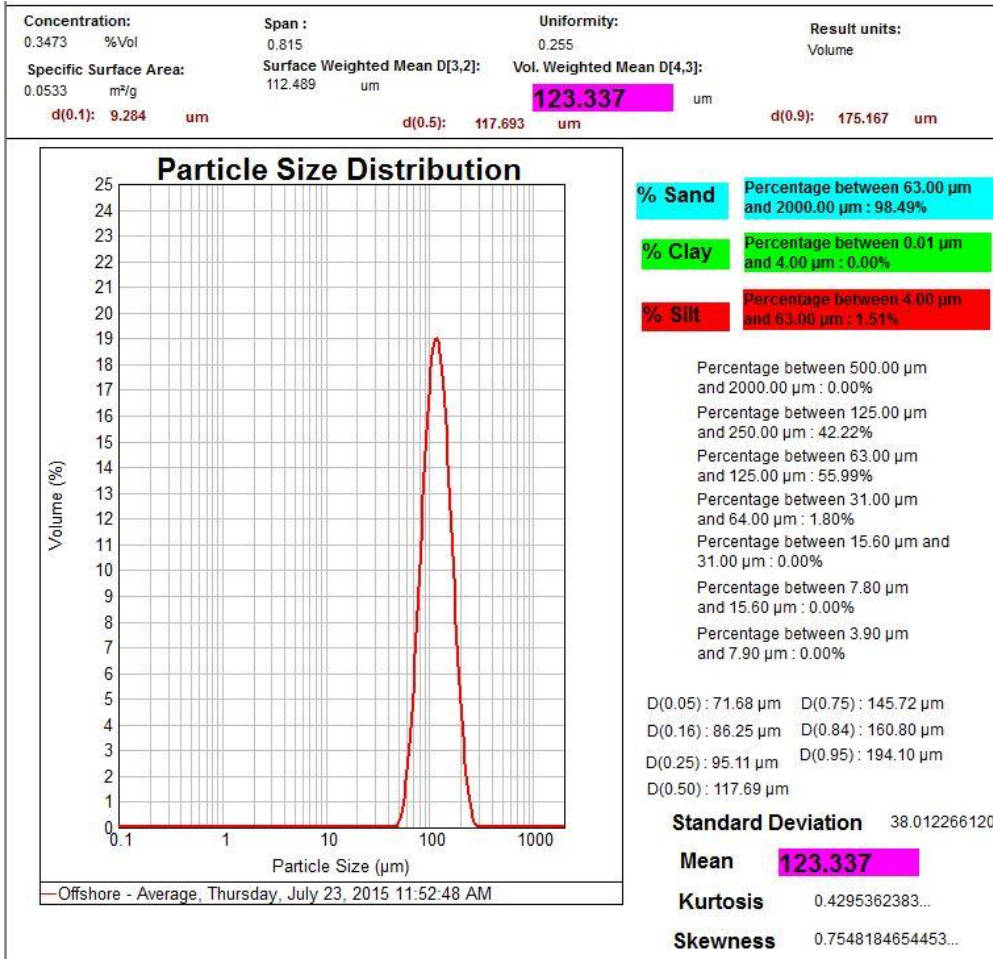 Concentration:
0.3473 %Vol
Span :
0.815
Uniformity:
0.255
Result units:
Volume
Specific Surface Area:
0.0533 m²/g
Surface Weighted Mean D[3,2]:
112.489 um
Vol. Weighted Mean D[4,3]:
123.337 um
d(0.1): 9.284 um
d(0.5): 117.693 um
d(0.9): 175.167 um
Particle Size Distribution
25
24
23
22
21
20
19
18
17
16
15
14
13
12
11
10
9
8
7
6
5
4
3
2
1
0
Volume (%)
0.1 1 10 100 1000
Particle Size (µm)
Offshore - Average, Thursday, July 23, 2015 11:52:48 AM
% Sand
Percentage between 63.00 µm
and 2000.00 µm : 98.49%
% Clay
Percentage between 0.01 µm
and 4.00 µm : 0.00%
% Silt
Percentage between 4.00 µm
and 63.00 µm : 1.51%
Percentage between 500.00 µm
and 2000.00 µm : 0.00%
Percentage between 125.00 µm
and 250.00 µm : 42.22%
Percentage between 63.00 µm
and 125.00 µm : 55.99%
Percentage between 31.00 µm
and 64.00 µm : 1.80%
Percentage between 15.60 µm and
31.00 µm : 0.00%
Percentage between 7.80 µm
and 15.60 µm : 0.00%
Percentage between 3.90 µm
and 7.90 µm : 0.00%
D(0.05) : 71.68 µm D(0.75) : 145.72 µm
D(0.16) : 86.25 µm D(0.84) : 160.80 µm
D(0.25) : 95.11 µm D(0.95) : 194.10 µm
D(0.50) : 117.69 µm
Standard Deviation 38.012266120
Mean 123.337
Kurtosis 0.4295362383...
Skewness 0.7548184654453...